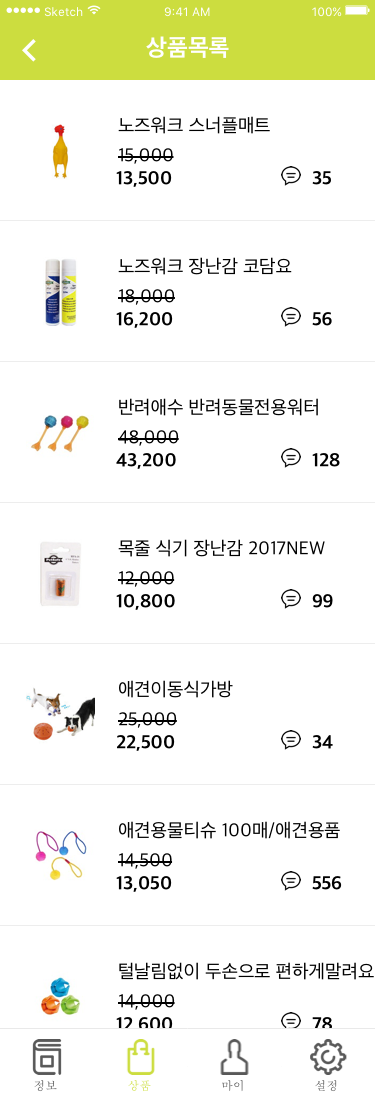 Sketch 9:41 AM 100%
상품목록
노즈워크 스너플매트
15,000
13,500 35
노즈워크 장난감 코담요
18,000
16,200 56
반려애수 반려동물전용워터
48,000
43,200 128
목줄 식기 장난감 2017NEW
12,000
10,800 99
애견이동식가방
25,000
22,500 34
애견용물티슈 100매/애견용품
14,500
13,050 556
털날림없이 두손으로 편하게말려요
14,000
12,600 78
정보 상품 마이 설정